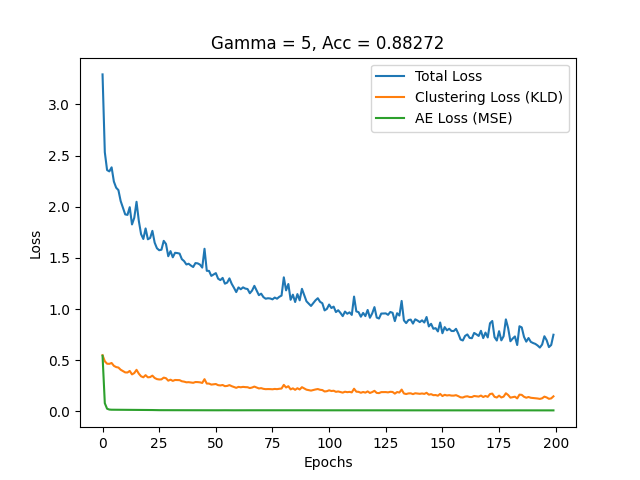 Gamma = 5, Acc = 0.88272
Total Loss
Clustering Loss (KLD)
AE Loss (MSE)
Loss
3.0
2.5
2.0
1.5
1.0
0.5
0.0
0 25 50 75 100 125 150 175 200
Epochs